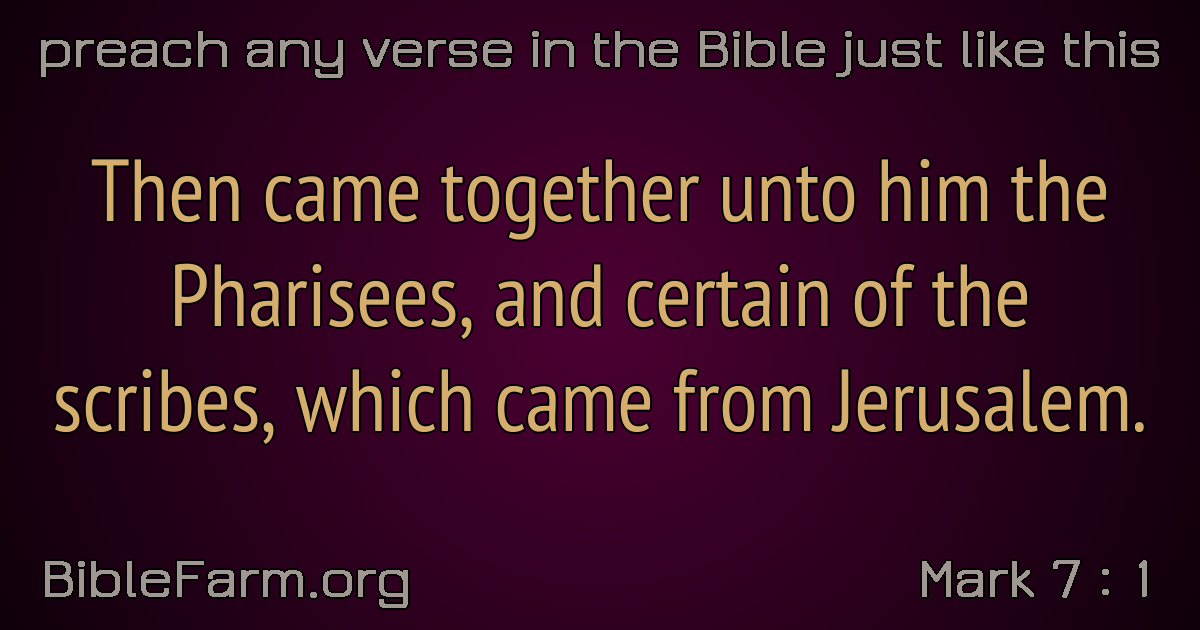 preach any verse in the Bible just like this
Then came together unto him the
Pharisees, and certain of the
scribes, which came from Jerusalem.
BibleFarm.org
Mark 7 : 1